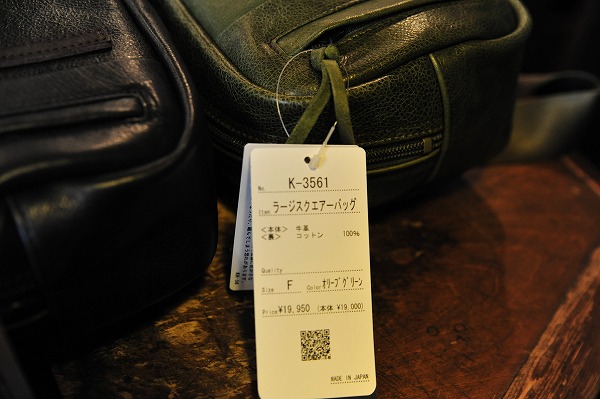 No. K-3561
Item ラージスクエアーバッグ
<本体> 牛革
<裏> コットン 100%
Quality
Size F Color オリーブグリーン
Price ¥19,950 (本体 ¥19,000)
MADE IN JAPAN